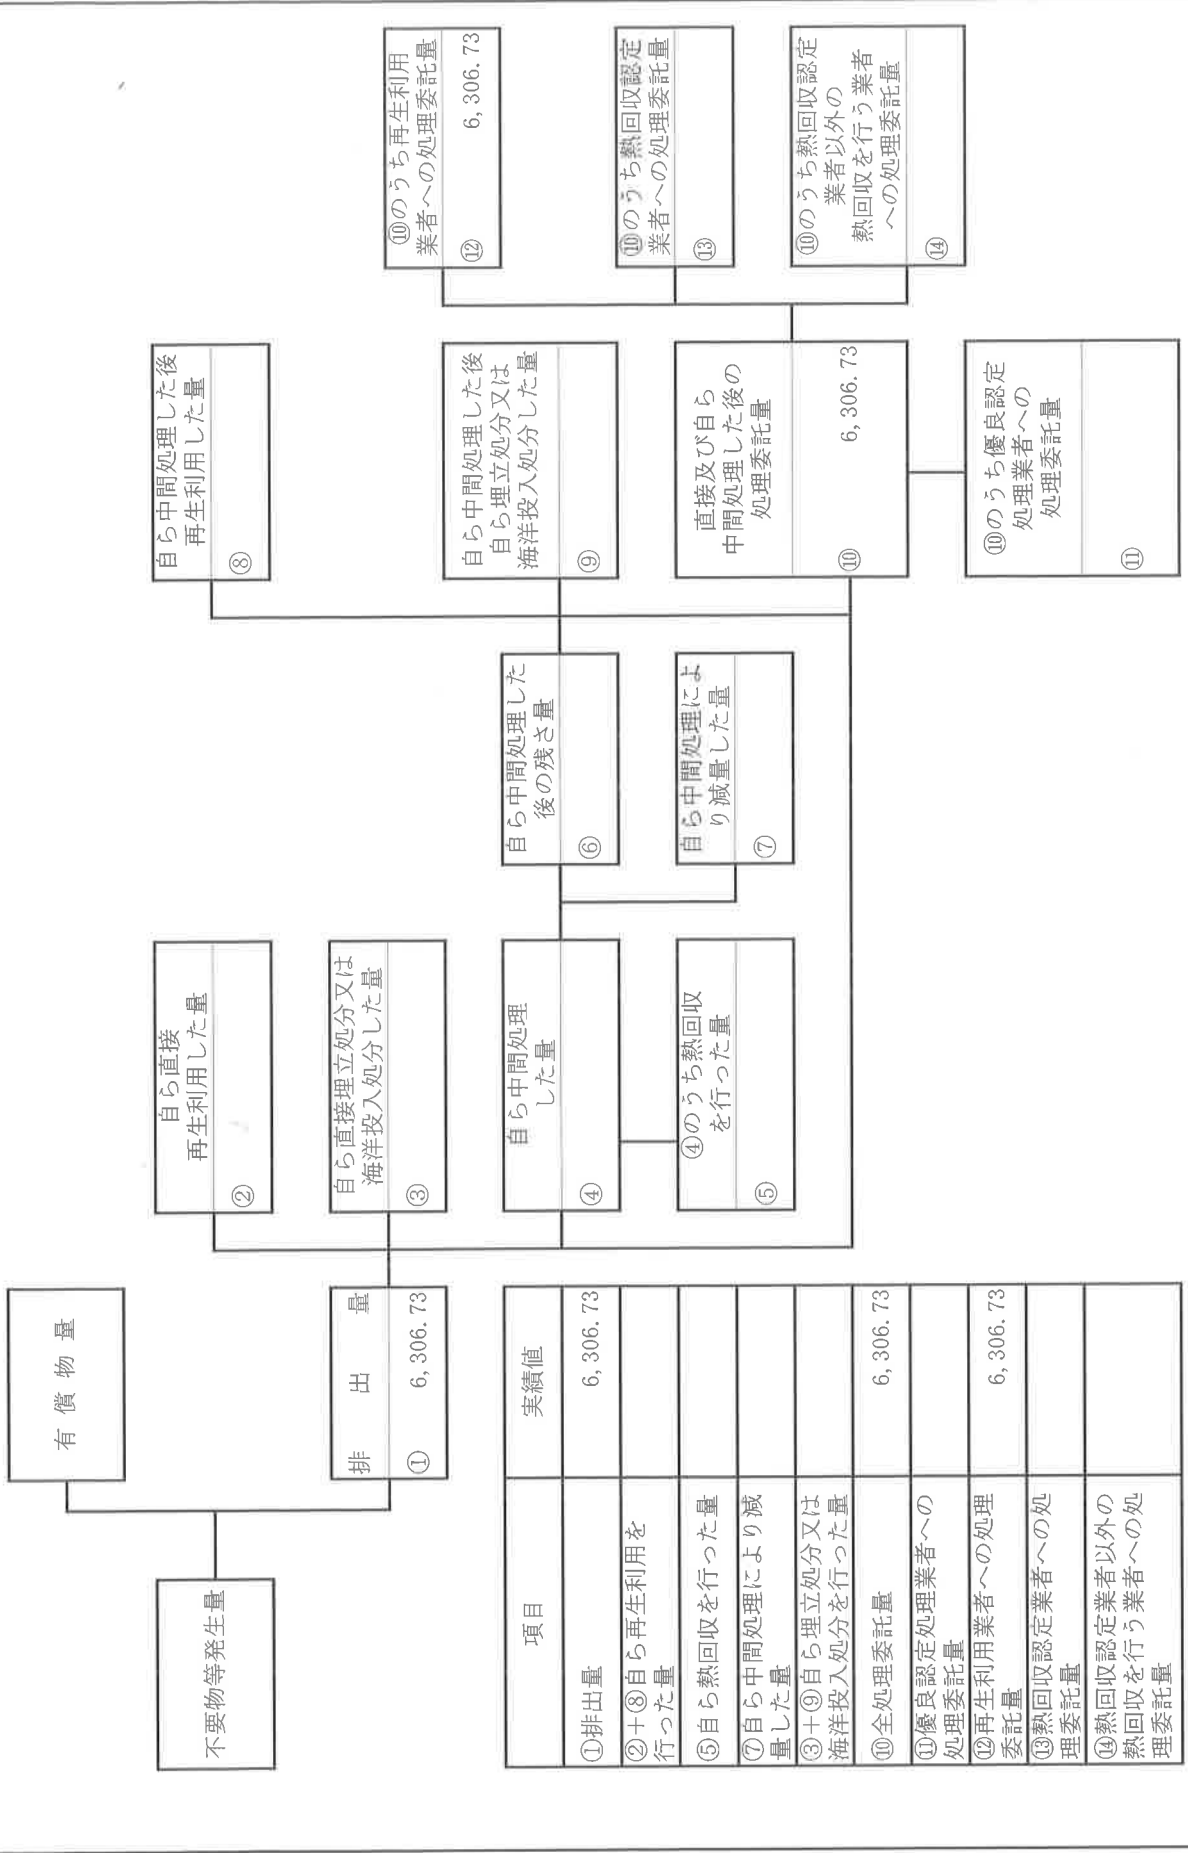 不要物等発生量
有償物量
排出量
① 6,306.73
自ら直接
再生利用した量
②
自ら直接埋立処分又は
海洋投入処分した量
③
自ら中間処理
した量
④
④のうち熱回収
を行った量
⑤
自ら中間処理した
後の残さ量
⑥
自ら中間処理によ
り減量した量
⑦
自ら中間処理した後
再生利用した量
⑧
自ら中間処理した後
自ら埋立処分又は
海洋投入処分した量
⑨
直接及び自ら
中間処理した後の
処理委託量
⑩ 6,306.73
⑩のうち優良認定
処理業者への
処理委託量
⑪
⑩のうち再生利用
業者への処理委託量
⑫ 6,306.73
⑩のうち熱回収認定
業者への処理委託量
⑬
⑩のうち熱回収認定
業者以外の
熱回収を行う業者
への処理委託量
⑭
項目 実績値
①排出量 6,306.73
②+⑧自ら再生利用を
行った量
⑤自ら熱回収を行った量
⑦自ら中間処理により減
量した量
③+⑨自ら埋立処分又は
海洋投入処分を行った量
⑩全処理委託量 6,306.73
⑪優良認定処理業者への
処理委託量
⑫再生利用業者への処理
委託量 6,306.73
⑬熱回収認定業者への処
理委託量
⑭熱回収認定業者以外の
熱回収を行う業者への処
理委託量